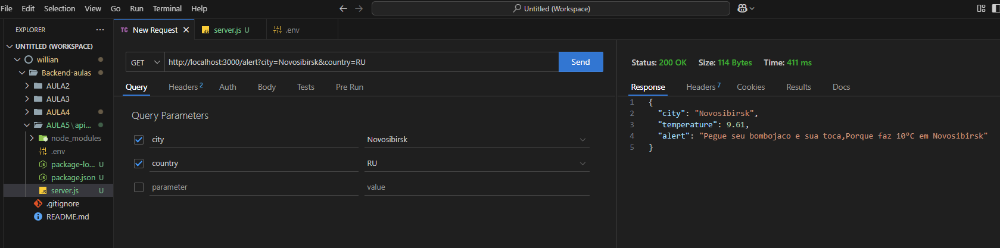 File Edit Selection View Go Run Terminal Help
Untitled (Workspace)
EXPLORER ···
UNTITLED (WORKSPACE)
willian
Backend-aulas
AULA2
AULA3
AULA4
AULA5\api...
node_modules
.env
package-lo... U
package.json U
server.js U
.gitignore
README.md
TC New Request
JS server.js U
.env
GET http://localhost:3000/alert?city=Novosibirsk&country=RU Send
Query Headers 2 Auth Body Tests Pre Run
Query Parameters
city Novosibirsk
country RU
parameter value
Status: 200 OK Size: 114 Bytes Time: 411 ms
Response Headers 7 Cookies Results Docs
1 {
2 "city": "Novosibirsk",
3 "temperature": 9.61,
4 "alert": "Pegue seu bombojaco e sua toca,Porque faz 10ºC em Novosibirsk"
5 }